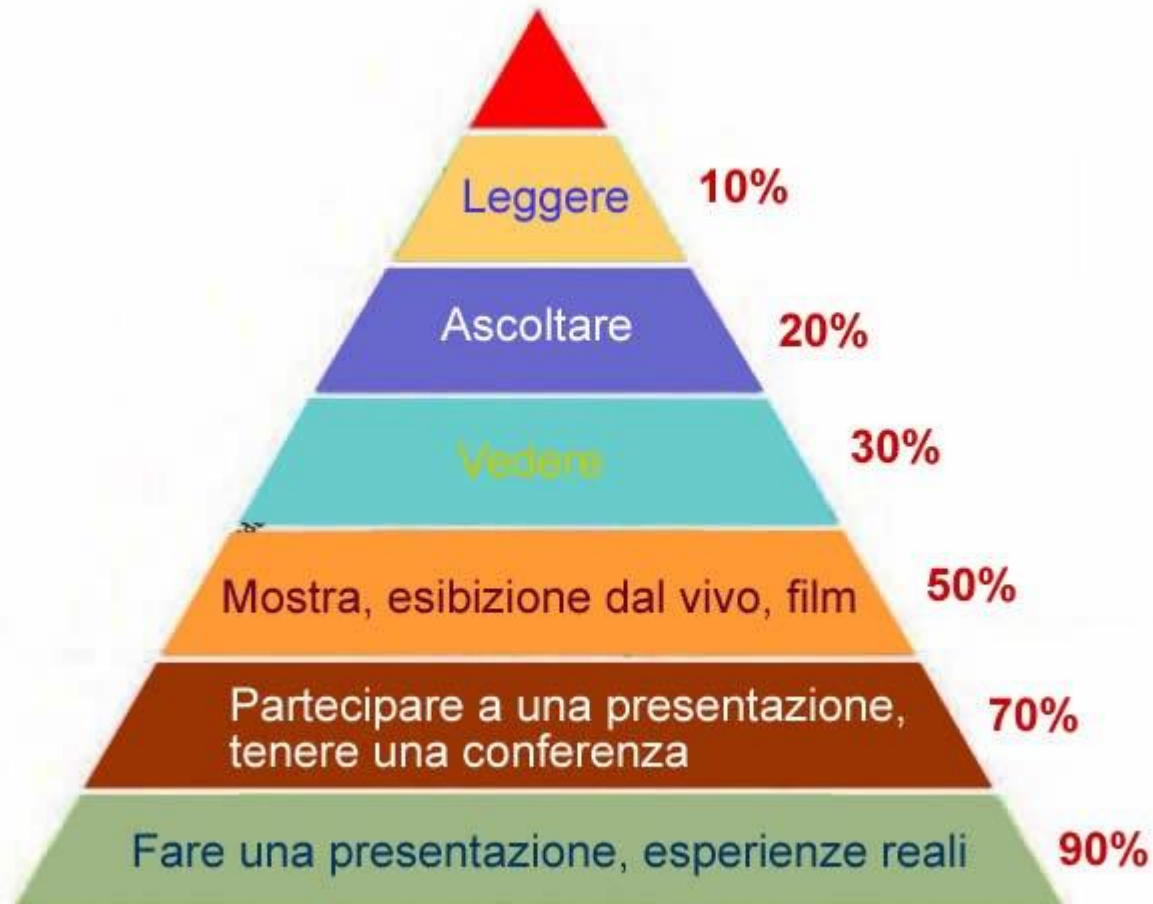 Leggere
10%
Ascoltare
20%
Vedere
30%
Mostra, esibizione dal vivo, film
50%
Partecipare a una presentazione,
tenere una conferenza
70%
Fare una presentazione, esperienze reali
90%